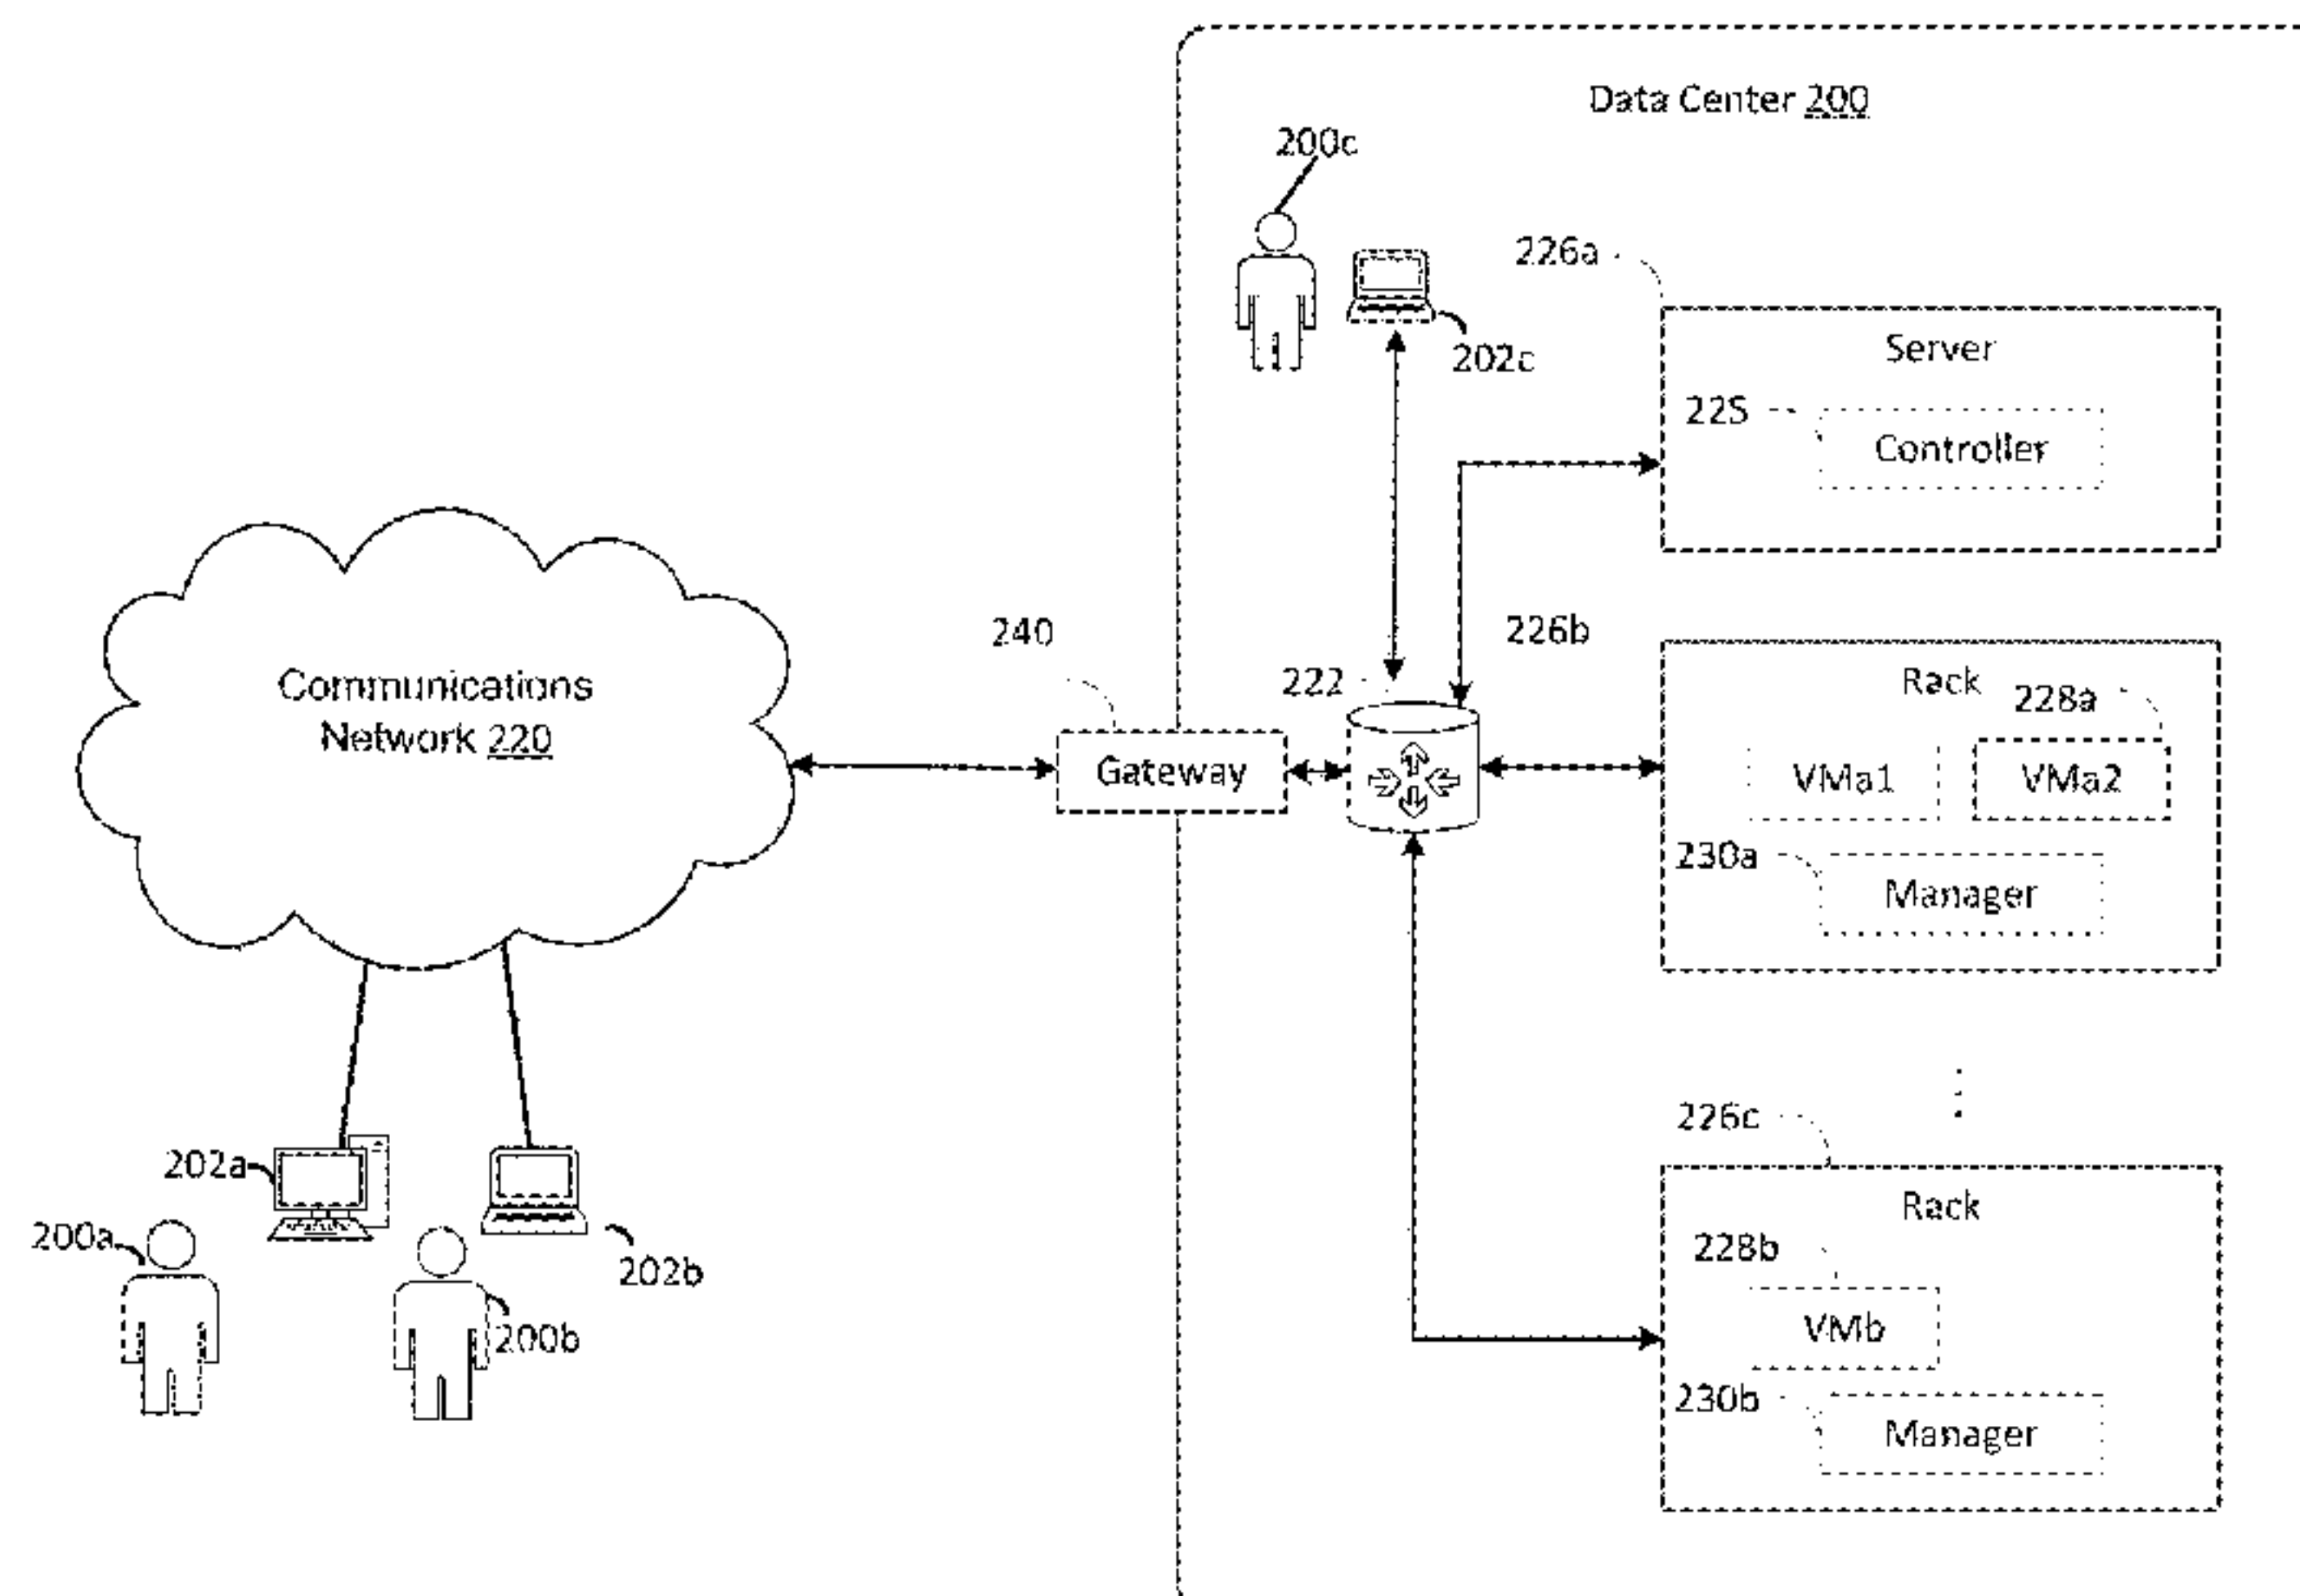 Data Center 200
200c
226a
202c
Server
225
Controller
Communications
Network 220
240
Gateway
222
226b
Rack
228a
VMa1
VMa2
230a
Manager
226c
Rack
228b
VMb
230b
Manager
202a
200a
202b
200b